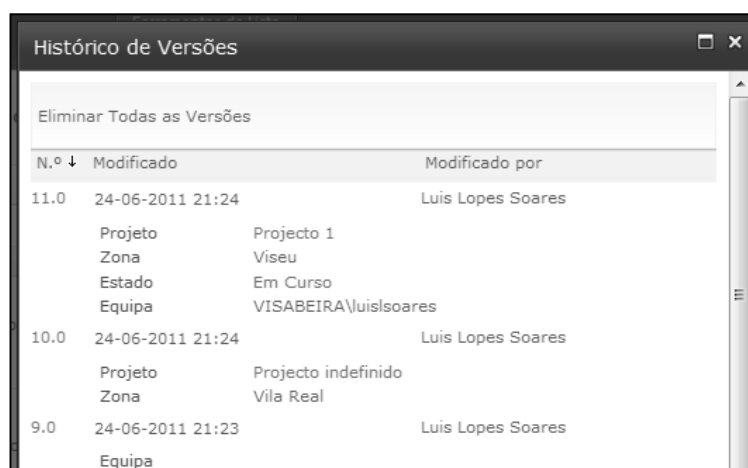 Ferramentas de Lista
Histórico de Versões
Eliminar Todas as Versões
N.º ↓ Modificado Modificado por
11.0 24-06-2011 21:24 Luis Lopes Soares
Projeto Projecto 1
Zona Viseu
Estado Em Curso
Equipa VISABEIRA\luislsoares
10.0 24-06-2011 21:24 Luis Lopes Soares
Projeto Projecto indefinido
Zona Vila Real
9.0 24-06-2011 21:23 Luis Lopes Soares
Equipa